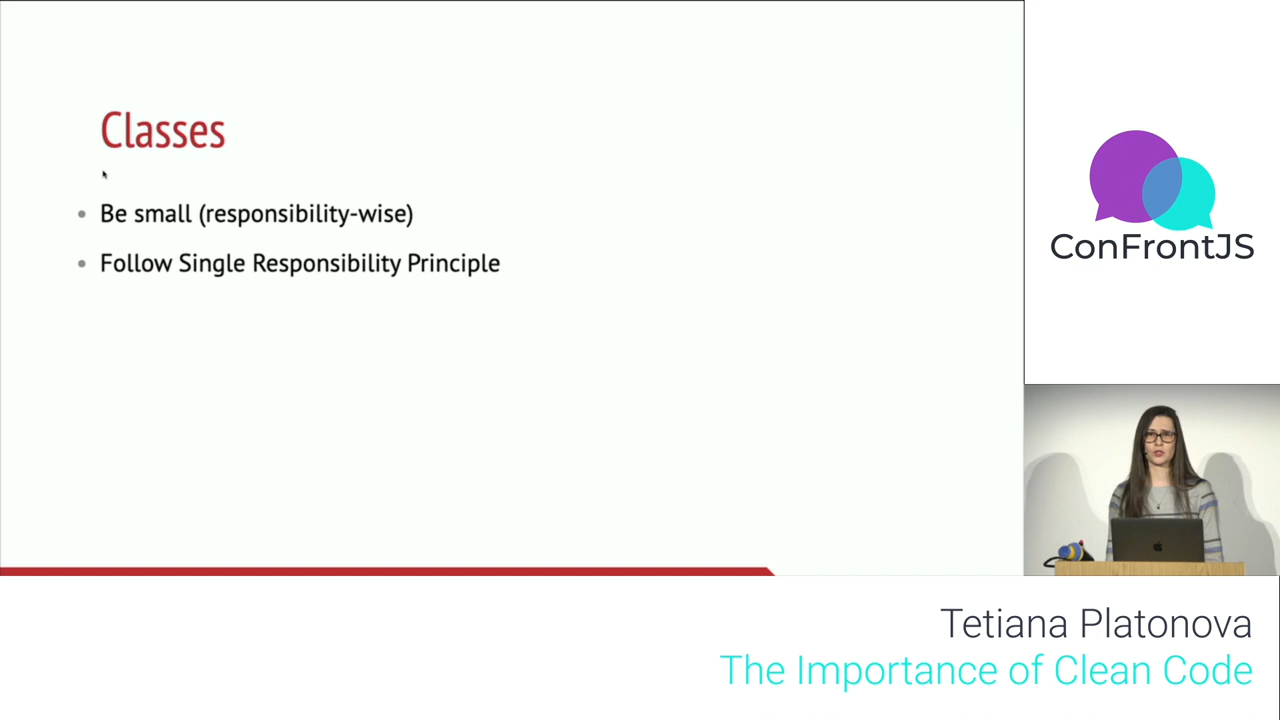 Classes
Be small (responsibility-wise)
Follow Single Responsibility Principle
ConFrontJS
Tetiana Platonova
The Importance of Clean Code